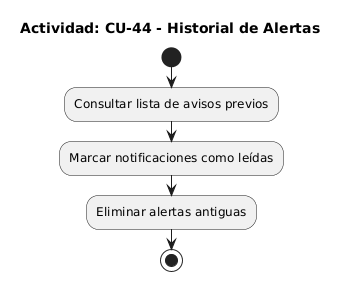 Actividad: CU-44 - Historial de Alertas
Consultar lista de avisos previos
Marcar notificaciones como leídas
Eliminar alertas antiguas